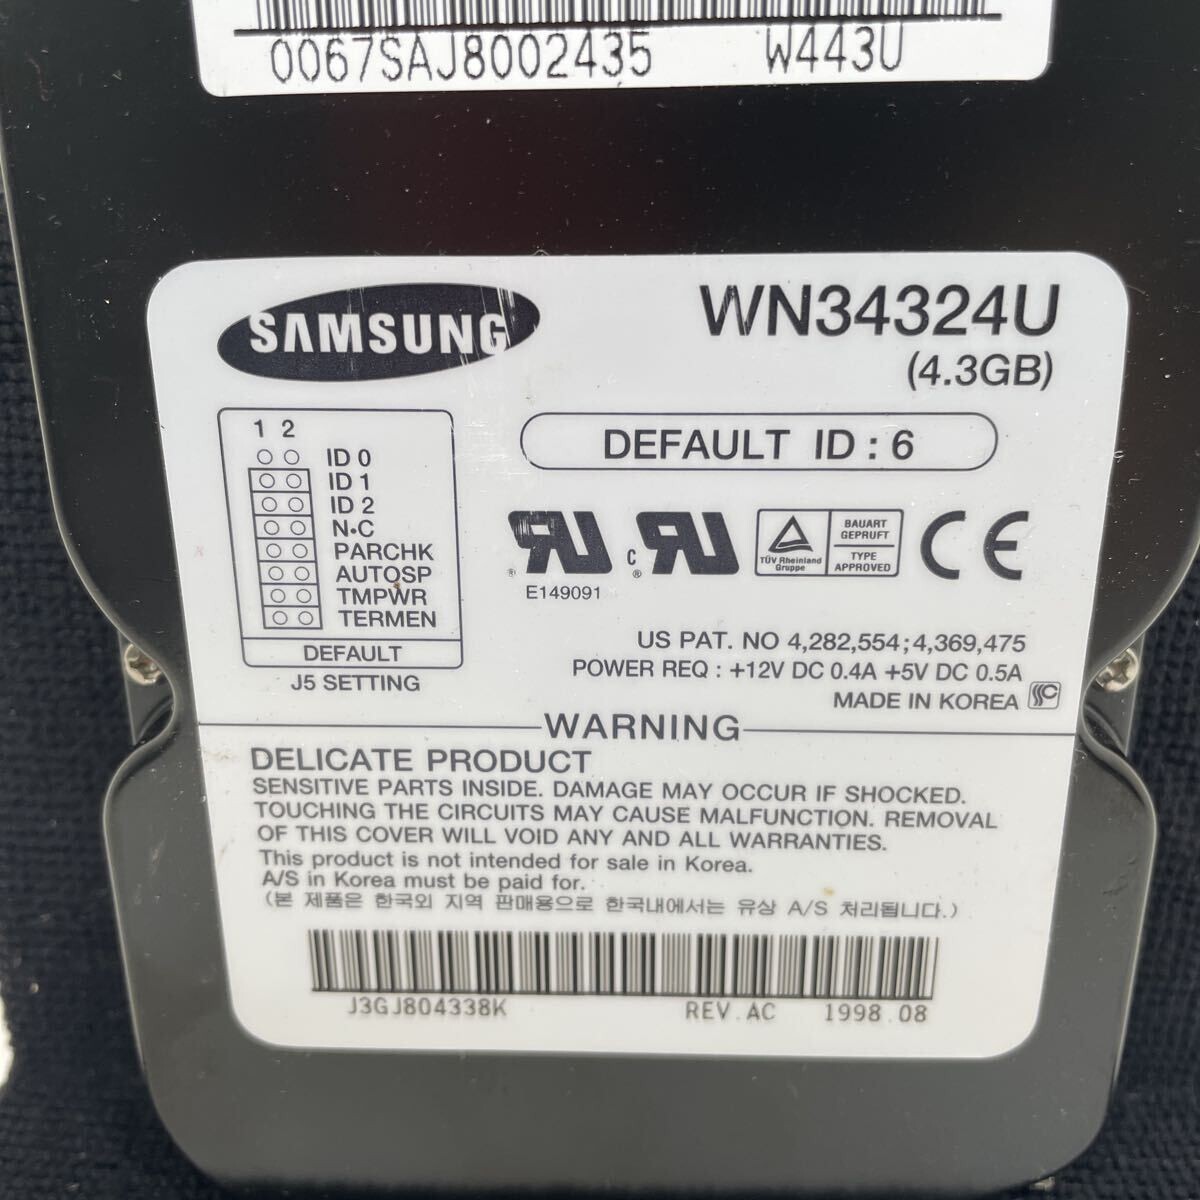 0067SAJ8002435 W443U
SAMSUNG
WN34324U
(4.3GB)
1 2
ID 0
ID 1
ID 2
N•C
PARCHK
AUTOSP
TMPWR
TERMEN
DEFAULT
J5 SETTING
DEFAULT ID : 6
E149091
TÜV Rheinland
Gruppe
BAUART
GEPRUFT
TYPE
APPROVED
CE
US PAT. NO 4,282,554;4,369,475
POWER REQ : +12V DC 0.4A +5V DC 0.5A
MADE IN KOREA
WARNING
DELICATE PRODUCT
SENSITIVE PARTS INSIDE. DAMAGE MAY OCCUR IF SHOCKED.
TOUCHING THE CIRCUITS MAY CAUSE MALFUNCTION. REMOVAL
OF THIS COVER WILL VOID ANY AND ALL WARRANTIES.
This product is not intended for sale in Korea.
A/S in Korea must be paid for.
(본 제품은 한국외 지역 판매용으로 한국내에서는 유상 A/S 처리됩니다.)
J3GJ804338K REV.AC 1998.08